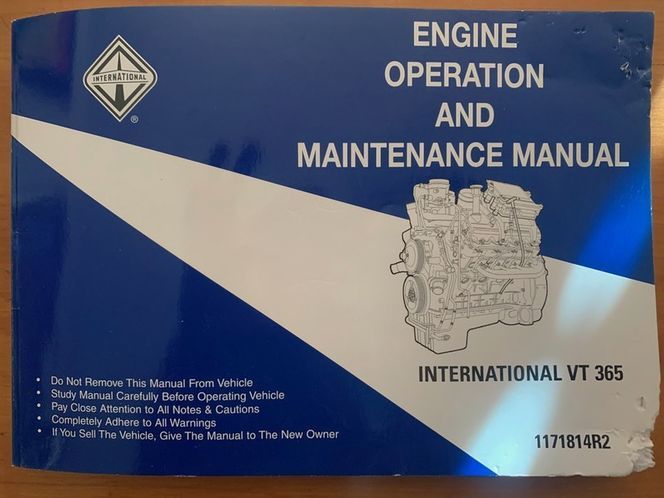 INTERNATIONAL
®
ENGINE
OPERATION
AND
MAINTENANCE MANUAL
INTERNATIONAL VT 365
• Do Not Remove This Manual From Vehicle
• Study Manual Carefully Before Operating Vehicle
• Pay Close Attention to All Notes & Cautions
• Completely Adhere to All Warnings
• If You Sell The Vehicle, Give The Manual to The New Owner
1171814R2